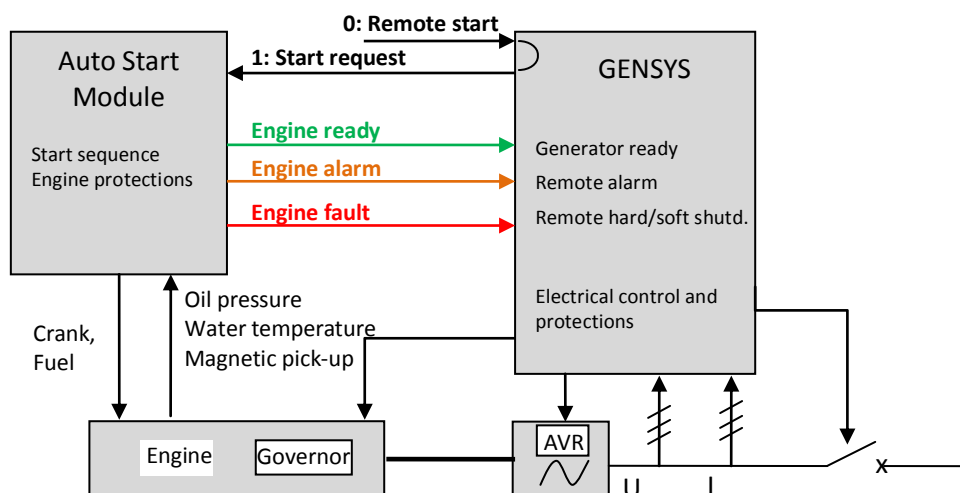 0: Remote start
1: Start request
Auto Start
Module
Start sequence
Engine protections
GENSYS
Engine ready
Engine alarm
Engine fault
Generator ready
Remote alarm
Remote hard/soft shutd.
Electrical control and
protections
Crank,
Fuel
Oil pressure
Water temperature
Magnetic pick-up
Engine
Governor
AVR
U
I
x